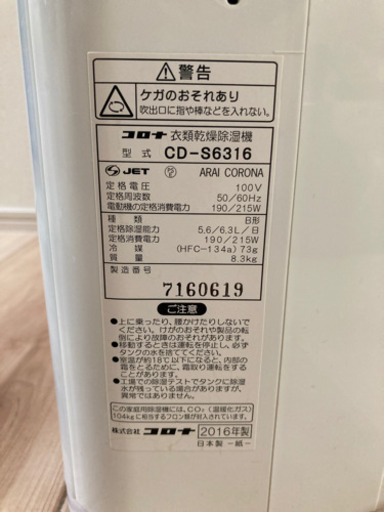 ⚠ 警告
ケガのおそれあり
吹出口に指や棒などを入れない。
コロナ 衣類乾燥除湿機
型式 CD-S6316
JET ARAI CORONA
定格電圧 100V
定格周波数 50/60Hz
電動機の定格消費電力 190/215W
種類 B形
定格除湿能力 5.6/6.3L/日
定格消費電力 190/215W
冷媒 (HFC-134a) 73g
質量 8.3kg
製造番号 7160619
ご注意
●上に乗ったり、腰かけたりしないで
ください。けがのおそれや製品の転
倒により故障のおそれがあります。
●移動するときは運転を停止し、必ず
タンクの水を捨ててください。
●室温が約18℃以下になると、内部の
霜をとるために、霜取り運転をする
ことがあります。
●工場での除湿テストでタンクに除湿
水が残っている場合がありますが、
異常ではありません。
この家庭用除湿機には、CO₂(温暖化ガス)
104kgに相当するフロン類が封入されています。
株式会社 コロナ 2016年製
日本製 -紙-